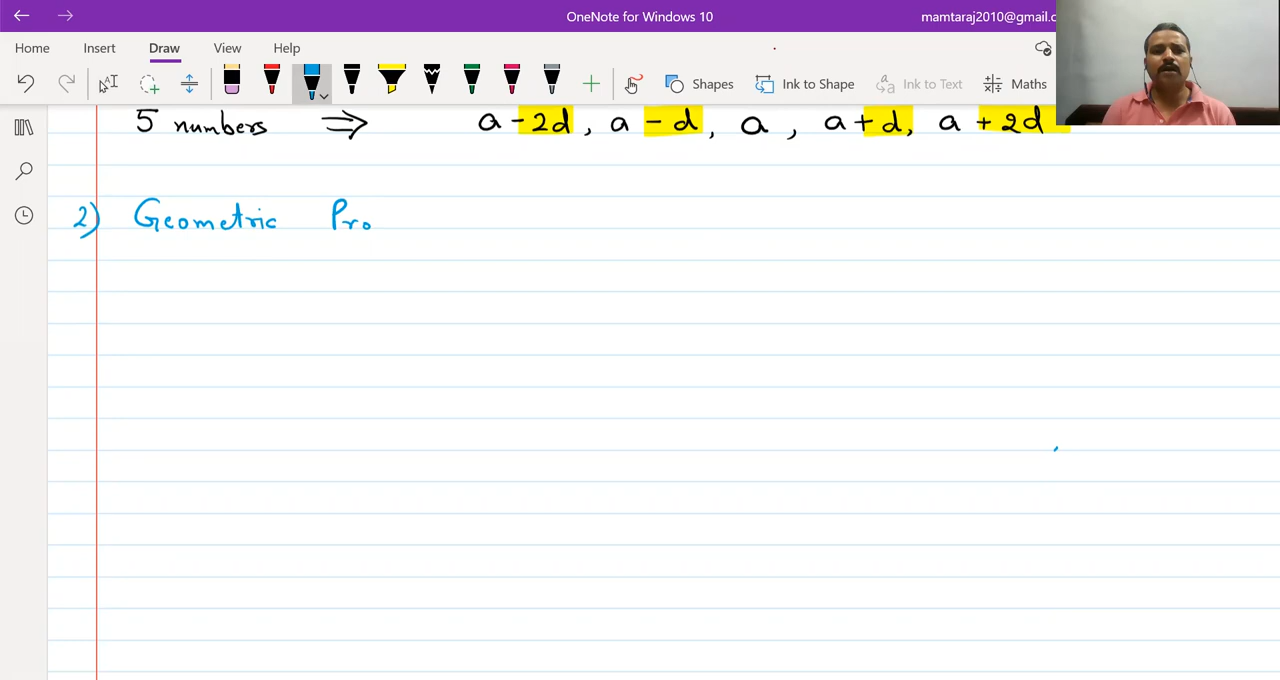 OneNote for Windows 10
mamtaraj2010@gmail.c
Home Insert Draw View Help
Shapes Ink to Shape Ink to Text Maths
5 numbers ⇒ a - 2d, a - d, a, a + d, a + 2d
2) Geometric Pro